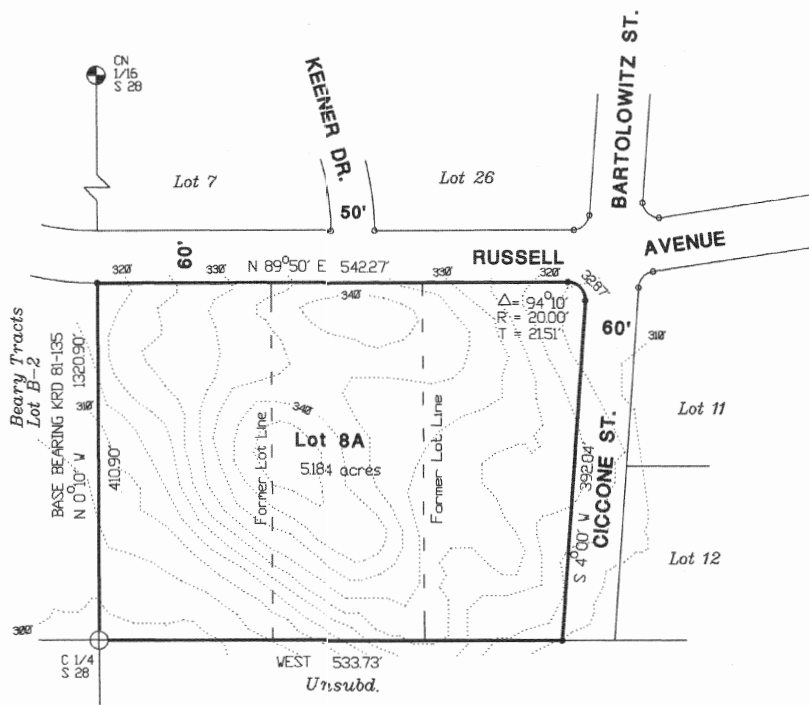 CN
1/16
S 28
KEENER DR.
BARTOLOWITZ ST.
Lot 7
Lot 26
50'
60'
RUSSELL
AVENUE
320'
330'
N 89°50' E 542.27'
330'
320'
32.87'
340'
Δ= 94°10'
R = 20.00'
T = 21.51'
60'
310'
Beary Tracts
Lot B-2
BASE BEARING KRD 81-135
N 0°10' W 1320.90'
310'
410.90'
Former Lot Line
340'
Lot 8A
5.184 acres
Former Lot Line
S 4°00' W 392.04'
CICCONE ST.
Lot 11
Lot 12
300'
C 1/4
S 28
WEST 533.73'
Unsubd.